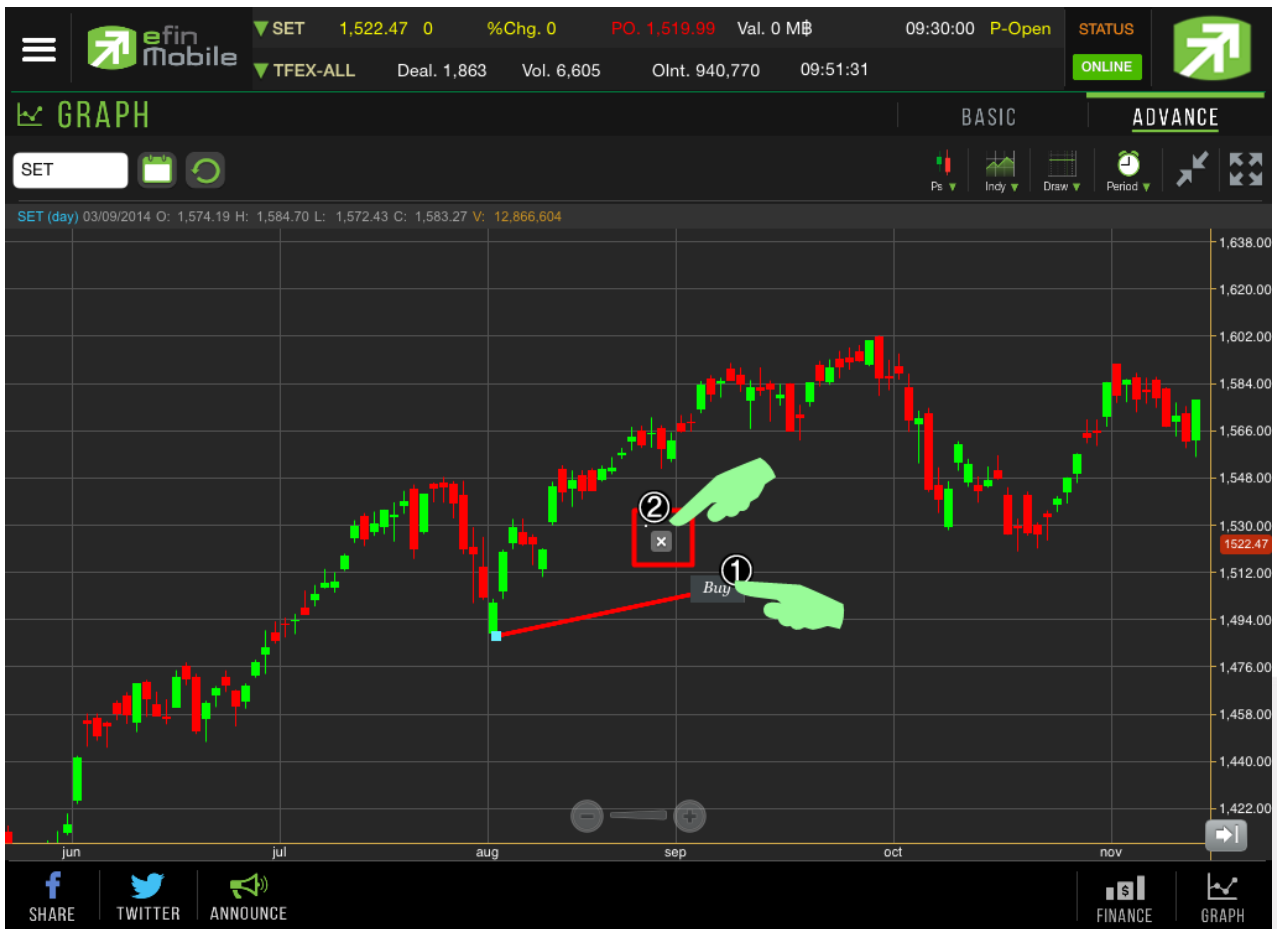 efin Mobile
▼ SET 1,522.47 0 %Chg. 0 PO. 1,519.99 Val. 0 M฿ 09:30:00 P-Open
▼ TFEX-ALL Deal. 1,863 Vol. 6,605 OInt. 940,770 09:51:31
STATUS
ONLINE
GRAPH BASIC ADVANCE
SET
Ps ▼ Indy ▼ Draw ▼ Period ▼
SET (day) 03/09/2014 O: 1,574.19 H: 1,584.70 L: 1,572.43 C: 1,583.27 V: 12,866,604
1,638.00
1,620.00
1,602.00
1,584.00
1,566.00
1,548.00
1,530.00
1522.47
1,512.00
1,494.00
1,476.00
1,458.00
1,440.00
1,422.00
②
①
Buy
jun jul aug sep oct nov
SHARE TWITTER ANNOUNCE FINANCE GRAPH